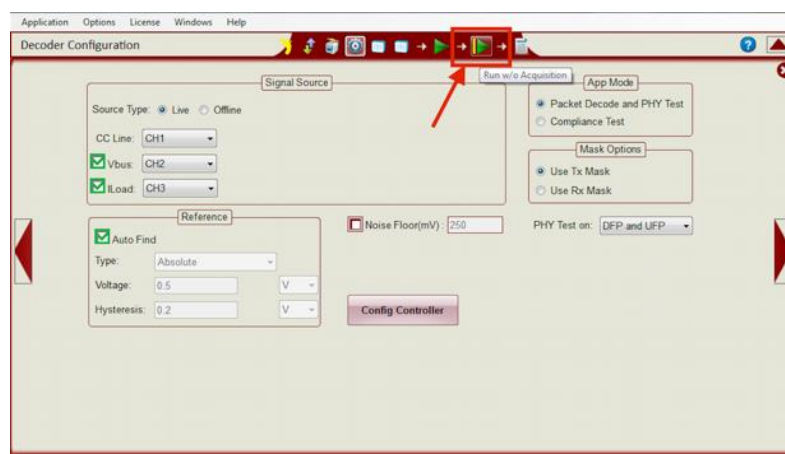 Application Options License Windows Help
Decoder Configuration
Run w/o Acquisition
Signal Source
Source Type: Live Offline
CC Line: CH1
Vbus: CH2
ILoad: CH3
App Mode
Packet Decode and PHY Test
Compliance Test
Mask Options
Use Tx Mask
Use Rx Mask
Reference
Auto Find
Type: Absolute
Voltage: 0.5 V
Hysteresis: 0.2 V
Noise Floor(mV) : 250
PHY Test on: DFP and UFP
Config Controller